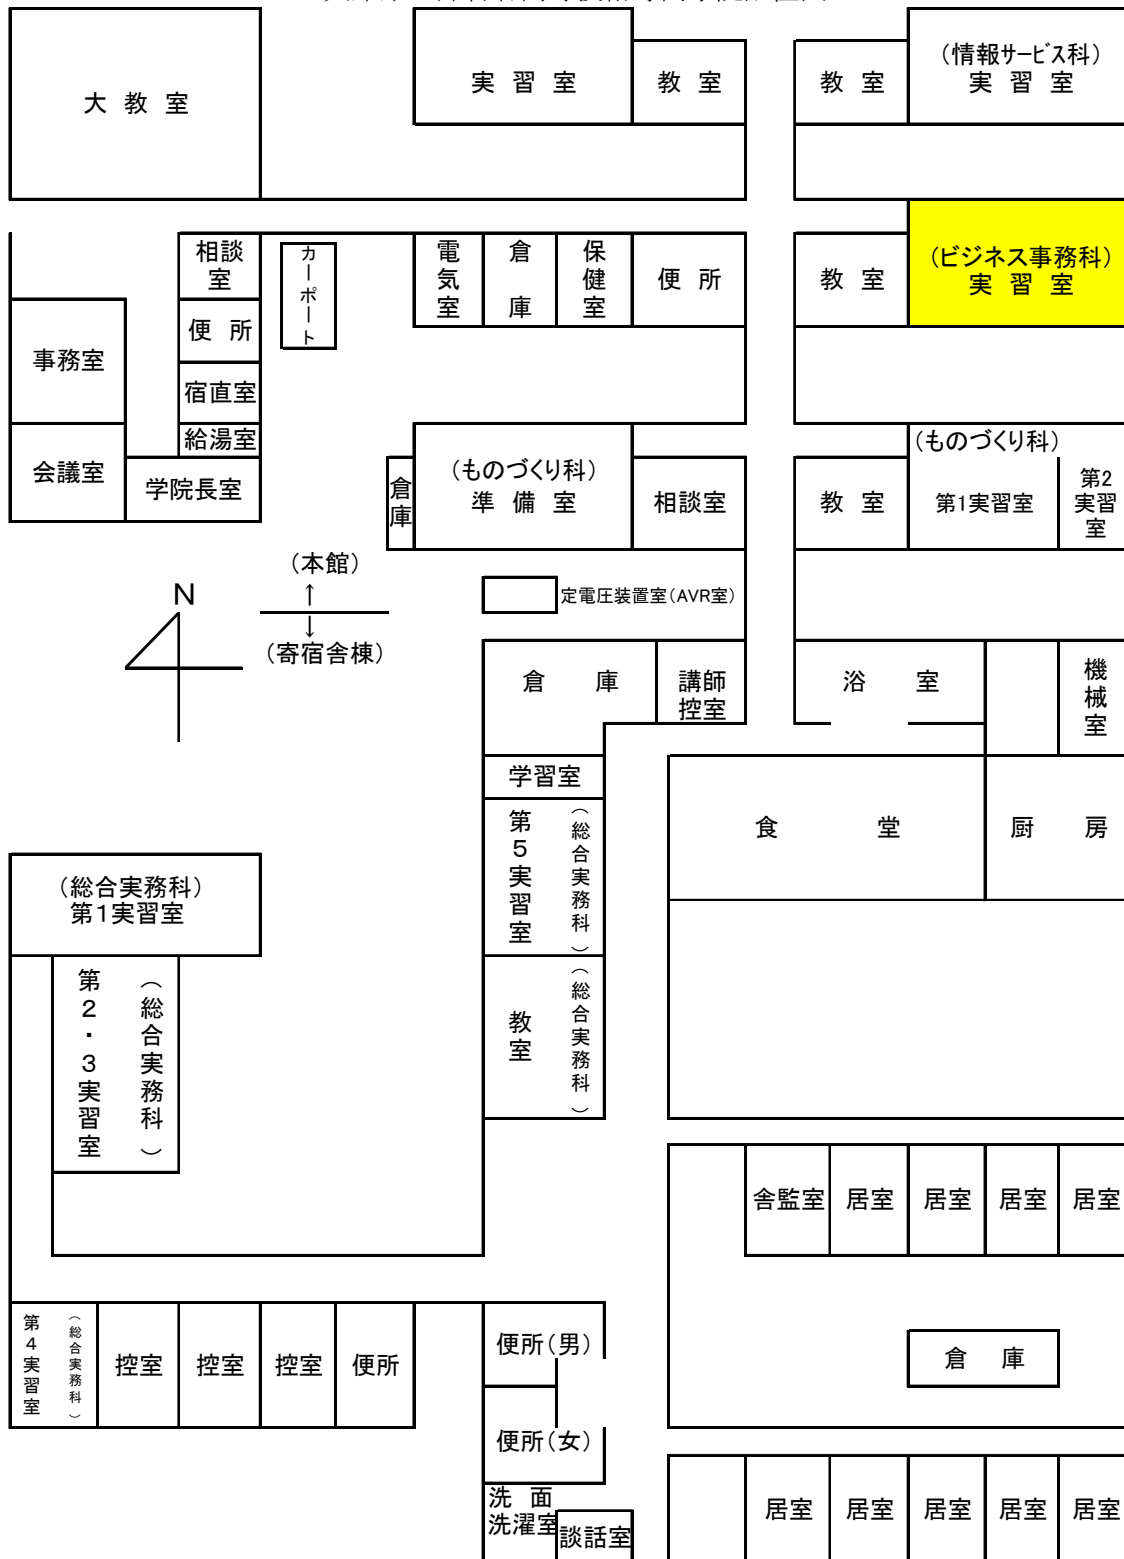 大 教 室
実 習 室
教 室
教 室
(情報サービス科)
実 習 室
相談
室
カーポート
電気室
倉庫
保健室
便 所
教 室
(ビジネス事務科)
実 習 室
事務室
便 所
宿直室
給湯室
会議室
学院長室
倉庫
(ものづくり科)
準 備 室
相談室
教 室
(ものづくり科)
第1実習室
第2
実習
室
(本館)
↑
↓
(寄宿舎棟)
N
定電圧装置室(AVR室)
倉 庫
講師
控室
浴 室
機械室
学習室
第5実習室
(総合実務科)
食 堂
厨 房
(総合実務科)
第1実習室
第2・3実習室
(総合実務科)
教室
(総合実務科)
舎監室
居室
居室
居室
居室
第4実習室
(総合実務科)
控室
控室
控室
便所
便所(男)
倉 庫
便所(女)
洗 面
洗濯室
談話室
居室
居室
居室
居室
居室